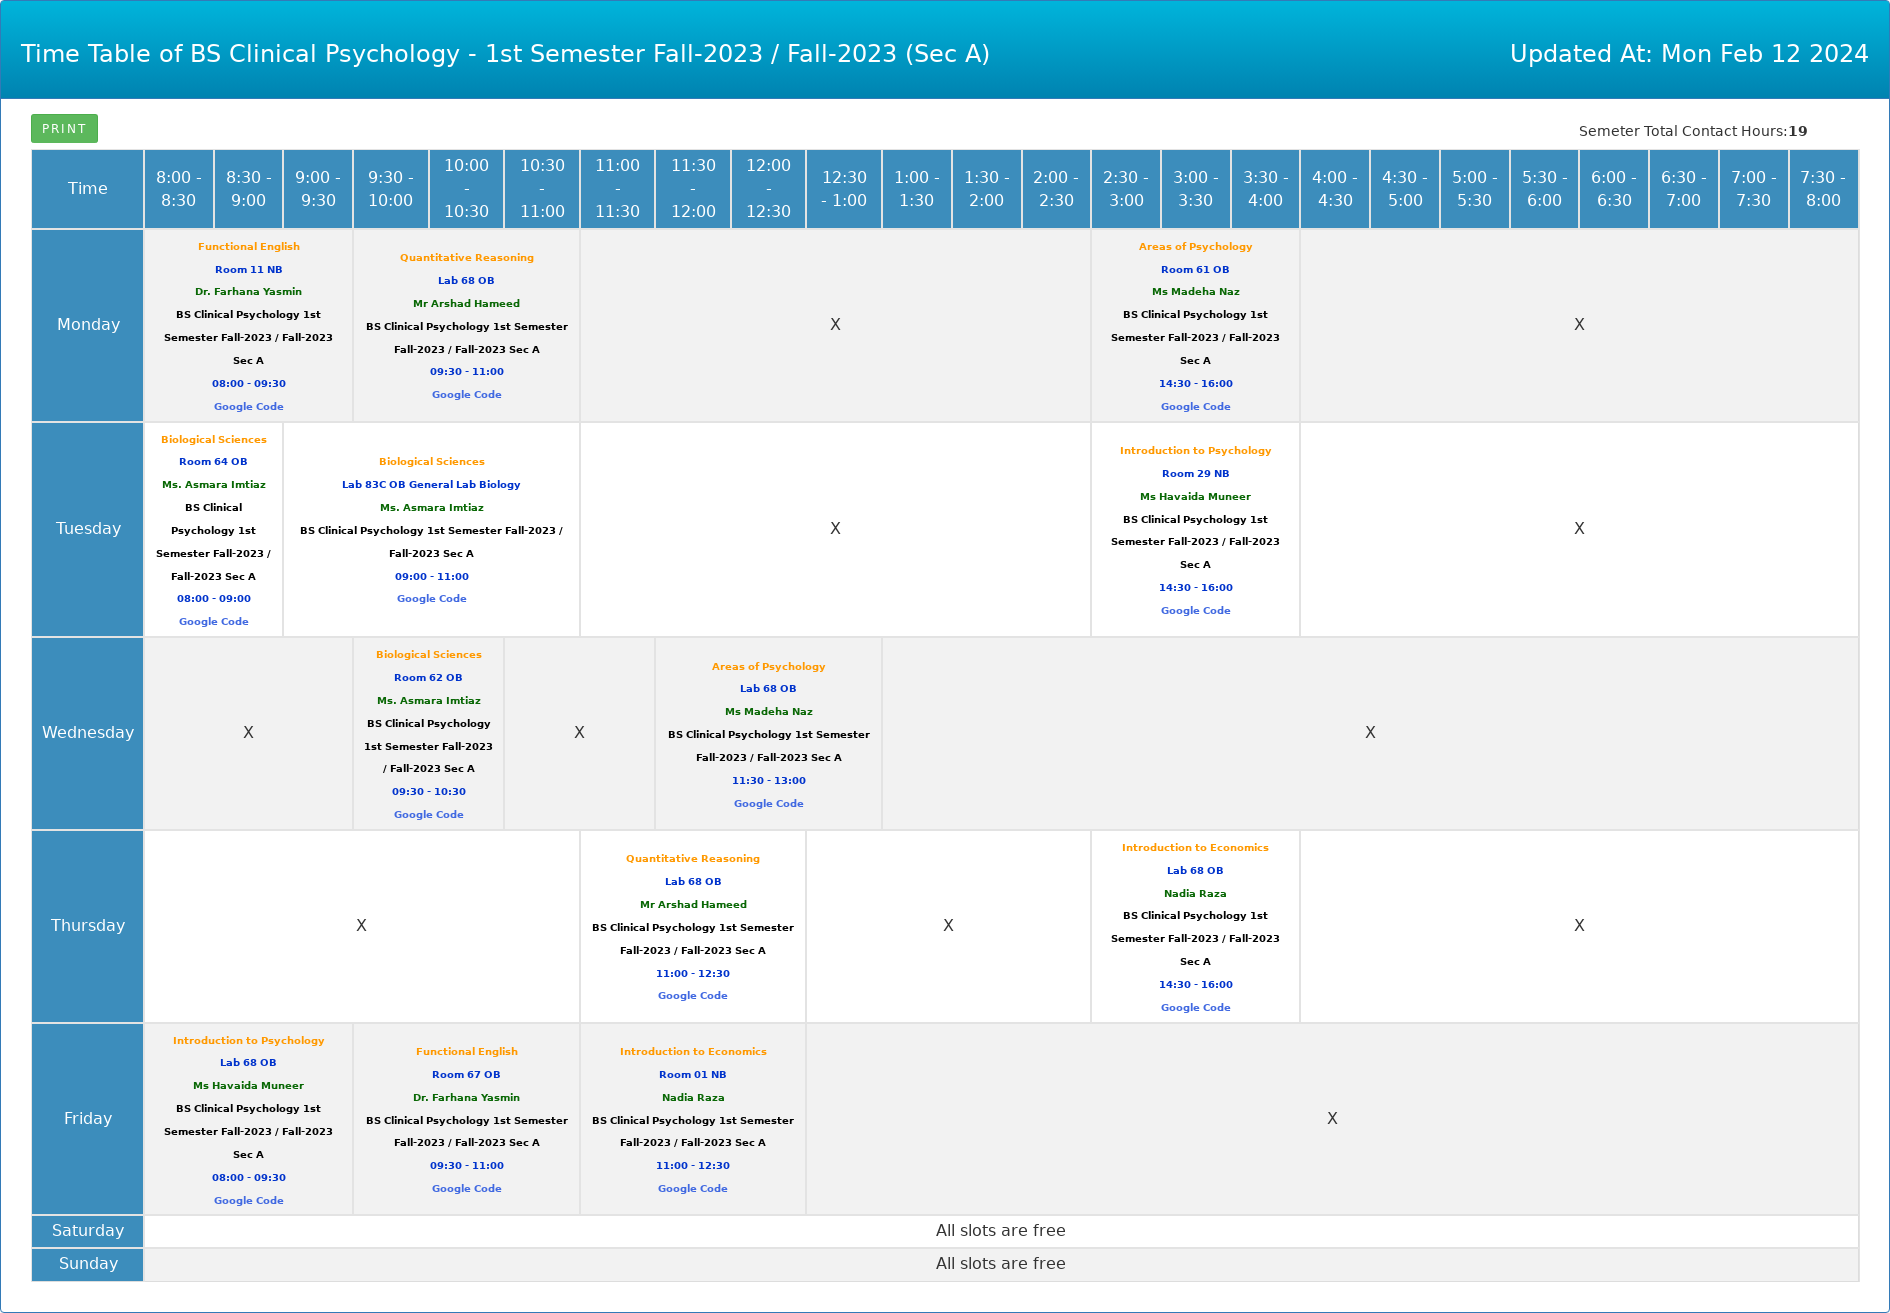 Time Table of BS Clinical Psychology - 1st Semester Fall-2023 / Fall-2023 (Sec A)
Updated At: Mon Feb 12 2024
PRINT
Semeter Total Contact Hours:19
Time
8:00 -
8:30
8:30 -
9:00
9:00 -
9:30
9:30 -
10:00
10:00
-
10:30
10:30
-
11:00
11:00
-
11:30
11:30
-
12:00
12:00
-
12:30
12:30
- 1:00
1:00 -
1:30
1:30 -
2:00
2:00 -
2:30
2:30 -
3:00
3:00 -
3:30
3:30 -
4:00
4:00 -
4:30
4:30 -
5:00
5:00 -
5:30
5:30 -
6:00
6:00 -
6:30
6:30 -
7:00
7:00 -
7:30
7:30 -
8:00
Monday
Functional English
Room 11 NB
Dr. Farhana Yasmin
BS Clinical Psychology 1st
Semester Fall-2023 / Fall-2023
Sec A
08:00 - 09:30
Google Code
Quantitative Reasoning
Lab 68 OB
Mr Arshad Hameed
BS Clinical Psychology 1st Semester
Fall-2023 / Fall-2023 Sec A
09:30 - 11:00
Google Code
X
Areas of Psychology
Room 61 OB
Ms Madeha Naz
BS Clinical Psychology 1st
Semester Fall-2023 / Fall-2023
Sec A
14:30 - 16:00
Google Code
X
Tuesday
Biological Sciences
Room 64 OB
Ms. Asmara Imtiaz
BS Clinical
Psychology 1st
Semester Fall-2023 /
Fall-2023 Sec A
08:00 - 09:00
Google Code
Biological Sciences
Lab 83C OB General Lab Biology
Ms. Asmara Imtiaz
BS Clinical Psychology 1st Semester Fall-2023 /
Fall-2023 Sec A
09:00 - 11:00
Google Code
X
Introduction to Psychology
Room 29 NB
Ms Havaida Muneer
BS Clinical Psychology 1st
Semester Fall-2023 / Fall-2023
Sec A
14:30 - 16:00
Google Code
X
Wednesday
X
Biological Sciences
Room 62 OB
Ms. Asmara Imtiaz
BS Clinical Psychology
1st Semester Fall-2023
/ Fall-2023 Sec A
09:30 - 10:30
Google Code
X
Areas of Psychology
Lab 68 OB
Ms Madeha Naz
BS Clinical Psychology 1st Semester
Fall-2023 / Fall-2023 Sec A
11:30 - 13:00
Google Code
X
Thursday
X
Quantitative Reasoning
Lab 68 OB
Mr Arshad Hameed
BS Clinical Psychology 1st Semester
Fall-2023 / Fall-2023 Sec A
11:00 - 12:30
Google Code
X
Introduction to Economics
Lab 68 OB
Nadia Raza
BS Clinical Psychology 1st
Semester Fall-2023 / Fall-2023
Sec A
14:30 - 16:00
Google Code
X
Friday
Introduction to Psychology
Lab 68 OB
Ms Havaida Muneer
BS Clinical Psychology 1st
Semester Fall-2023 / Fall-2023
Sec A
08:00 - 09:30
Google Code
Functional English
Room 67 OB
Dr. Farhana Yasmin
BS Clinical Psychology 1st Semester
Fall-2023 / Fall-2023 Sec A
09:30 - 11:00
Google Code
Introduction to Economics
Room 01 NB
Nadia Raza
BS Clinical Psychology 1st Semester
Fall-2023 / Fall-2023 Sec A
11:00 - 12:30
Google Code
X
Saturday
All slots are free
Sunday
All slots are free